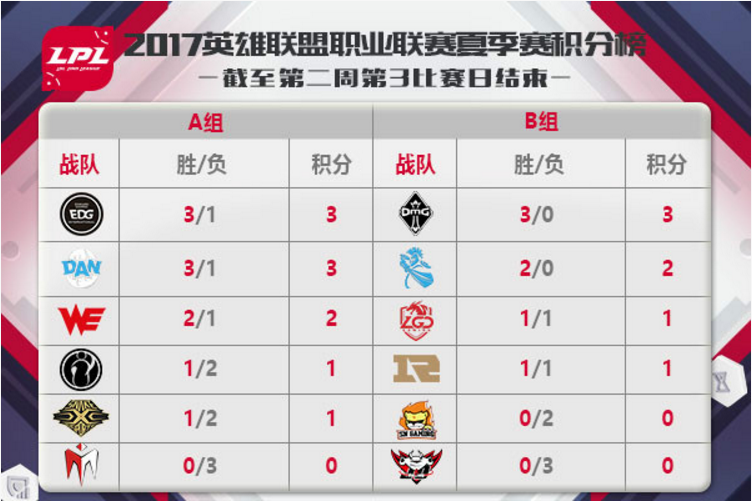 LPL
2017英雄联盟职业联赛夏季赛积分榜
—截至第二周第3比赛日结束—
A组 B组
战队 胜/负 积分 战队 胜/负 积分
EDG 3/1 3 OMG 3/0 3
DAN 3/1 3 2/0 2
WE 2/1 2 LGD 1/1 1
1/2 1 1/1 1
1/2 1 SN GAMING 0/2 0
0/3 0 0/3 0